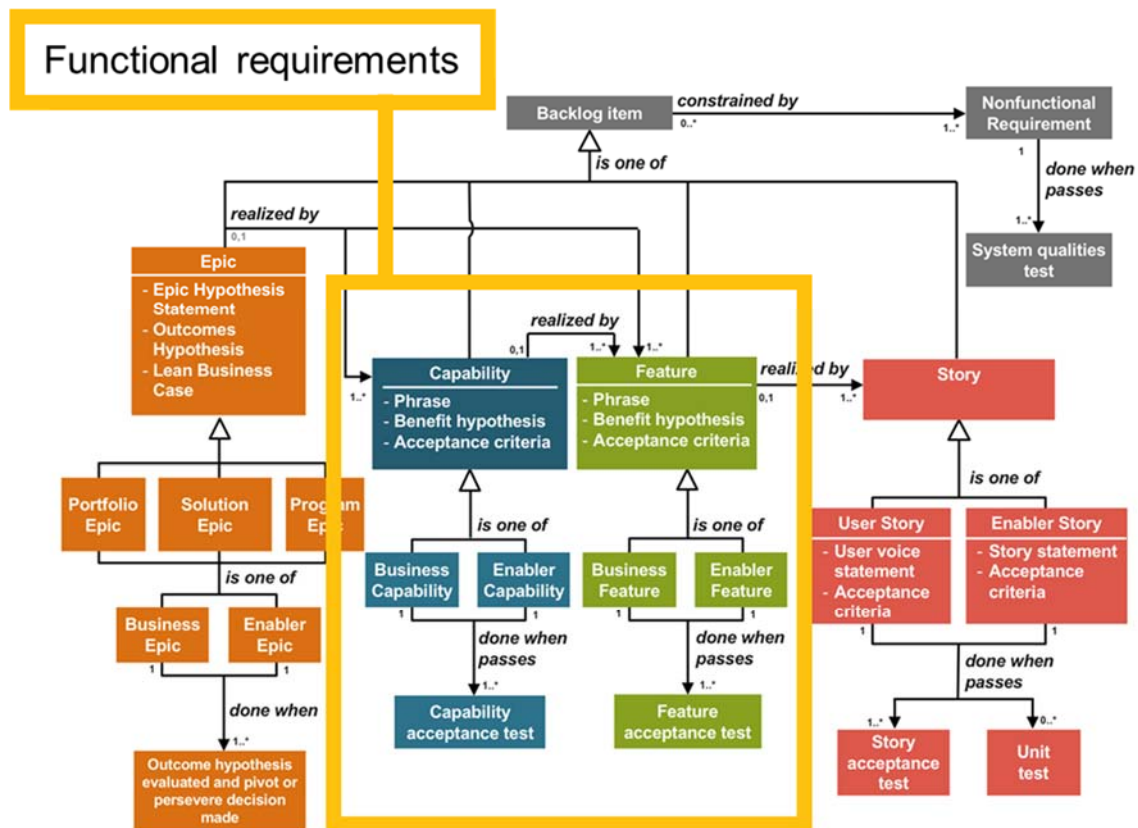 Functional requirements
Backlog item
constrained by
0..*
1..*
Nonfunctional
Requirement
1
done when
passes
1..*
System qualities
test
is one of
realized by
0,1
Epic
- Epic Hypothesis
Statement
- Outcomes
Hypothesis
- Lean Business
Case
realized by
0,1
1..*
1..*
1..*
Capability
- Phrase
- Benefit hypothesis
- Acceptance criteria
Feature
- Phrase
- Benefit hypothesis
- Acceptance criteria
realized by
0,1
1..*
Story
Portfolio
Epic
Solution
Epic
Program
Epic
is one of
Business
Epic
Enabler
Epic
1
1
done when
1..*
Outcome hypothesis
evaluated and pivot or
persevere decision
made
is one of
Business
Capability
Enabler
Capability
1
1
done when
passes
1..*
Capability
acceptance test
is one of
Business
Feature
Enabler
Feature
1
1
done when
passes
1..*
Feature
acceptance test
is one of
User Story
- User voice
statement
- Acceptance
criteria
Enabler Story
- Story statement
- Acceptance
criteria
1
1
done when
passes
1..*
0..*
Story
acceptance
test
Unit
test